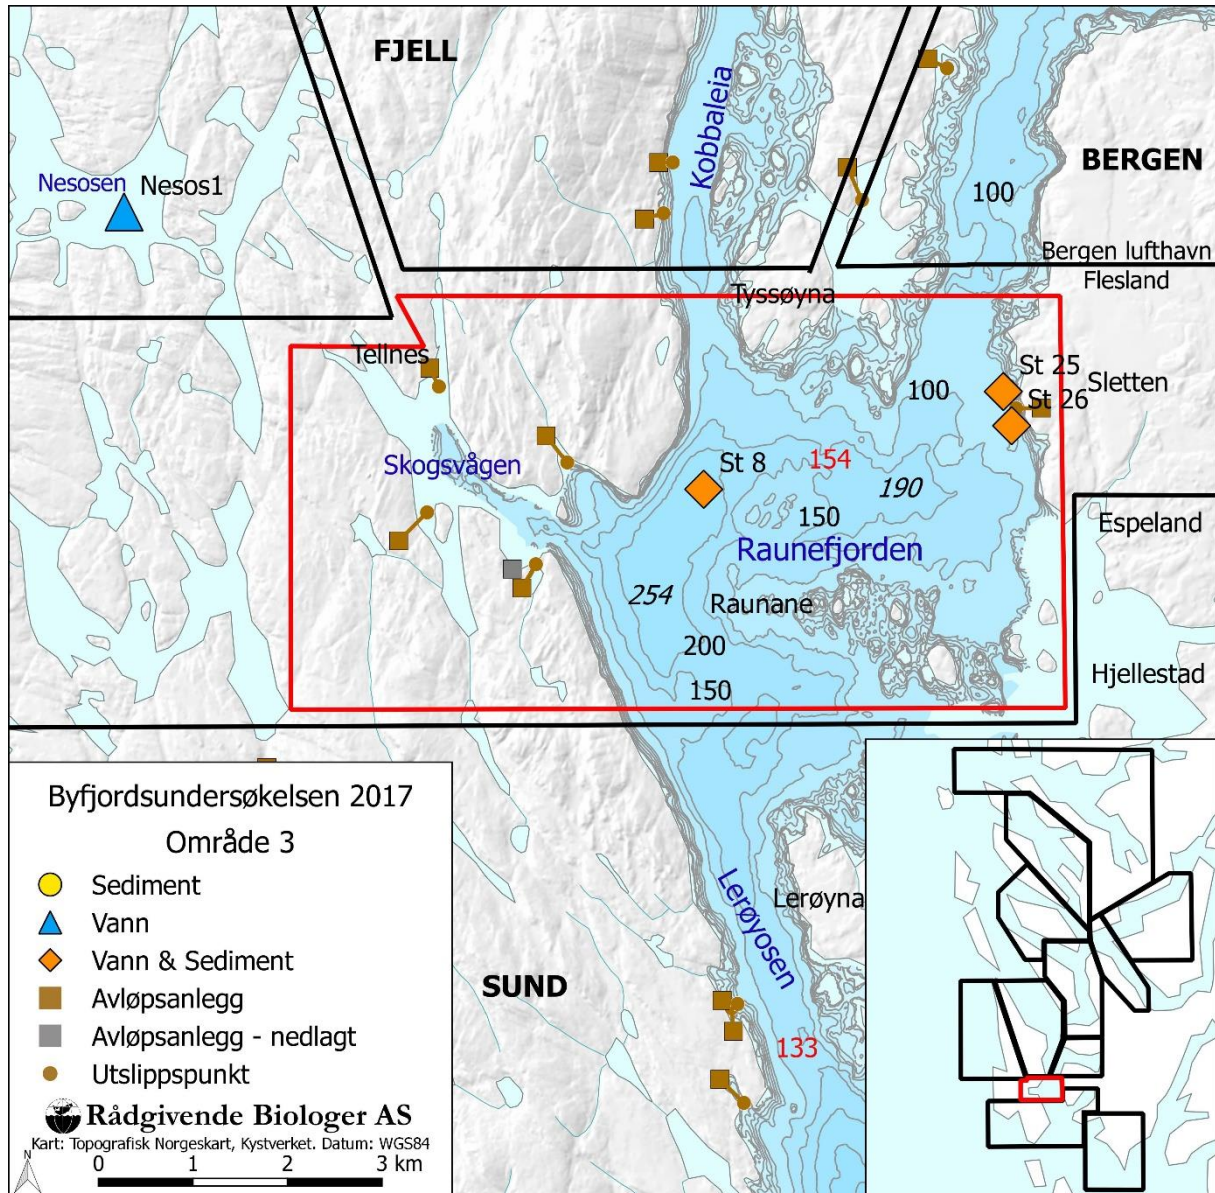 FJELL
Kobbaleia
BERGEN
Nesosen
Nesos1
100
Bergen lufthavn
Flesland
Tyssøyna
Tellnes
St 25
Sletten
100
St 26
Skogsvågen
St 8
154
190
150
Espeland
Raunefjorden
254
Raunane
200
Hjellestad
150
Byfjordsundersøkelsen 2017
Område 3
Sediment
Vann
Vann & Sediment
Avløpsanlegg
Avløpsanlegg - nedlagt
Utslippspunkt
Rådgivende Biologer AS
Kart: Topografisk Norgeskart, Kystverket. Datum: WGS84
N
0 1 2 3 km
Lerøyosen
Lerøyna
SUND
133